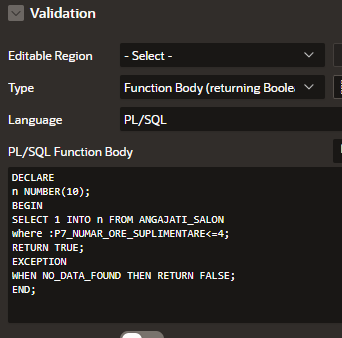 Validation
Editable Region
- Select -
Type
Function Body (returning Boolea
Language
PL/SQL
PL/SQL Function Body
DECLARE
n NUMBER(10);
BEGIN
SELECT 1 INTO n FROM ANGAJATI_SALON
where :P7_NUMAR_ORE_SUPLIMENTARE<=4;
RETURN TRUE;
EXCEPTION
WHEN NO_DATA_FOUND THEN RETURN FALSE;
END;